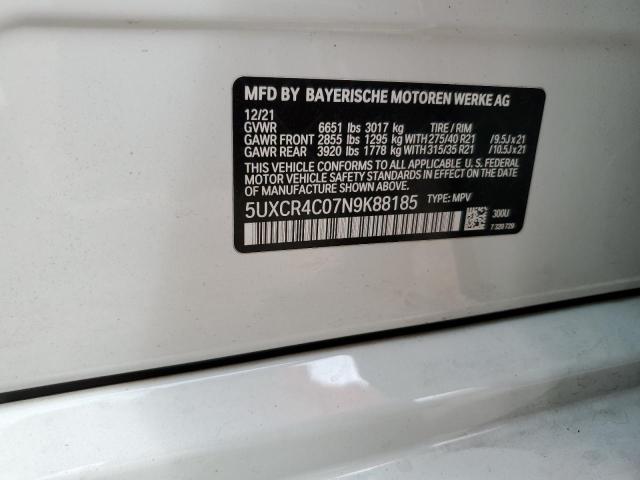 MFD BY BAYERISCHE MOTOREN WERKE AG
12/21
GVWR 6651 lbs 3017 kg TIRE / RIM
GAWR FRONT 2855 lbs 1295 kg WITH 275/40 R21 /9.5J x 21
GAWR REAR 3920 lbs 1778 kg WITH 315/35 R21 /10.5J x 21
THIS VEHICLE CONFORMS TO ALL APPLICABLE U. S. FEDERAL
MOTOR VEHICLE SAFETY STANDARDS IN EFFECT
ON THE DATE OF MANUFACTURE SHOWN ABOVE.
5UXCR4C07N9K88185 TYPE: MPV
300U
7 320 729